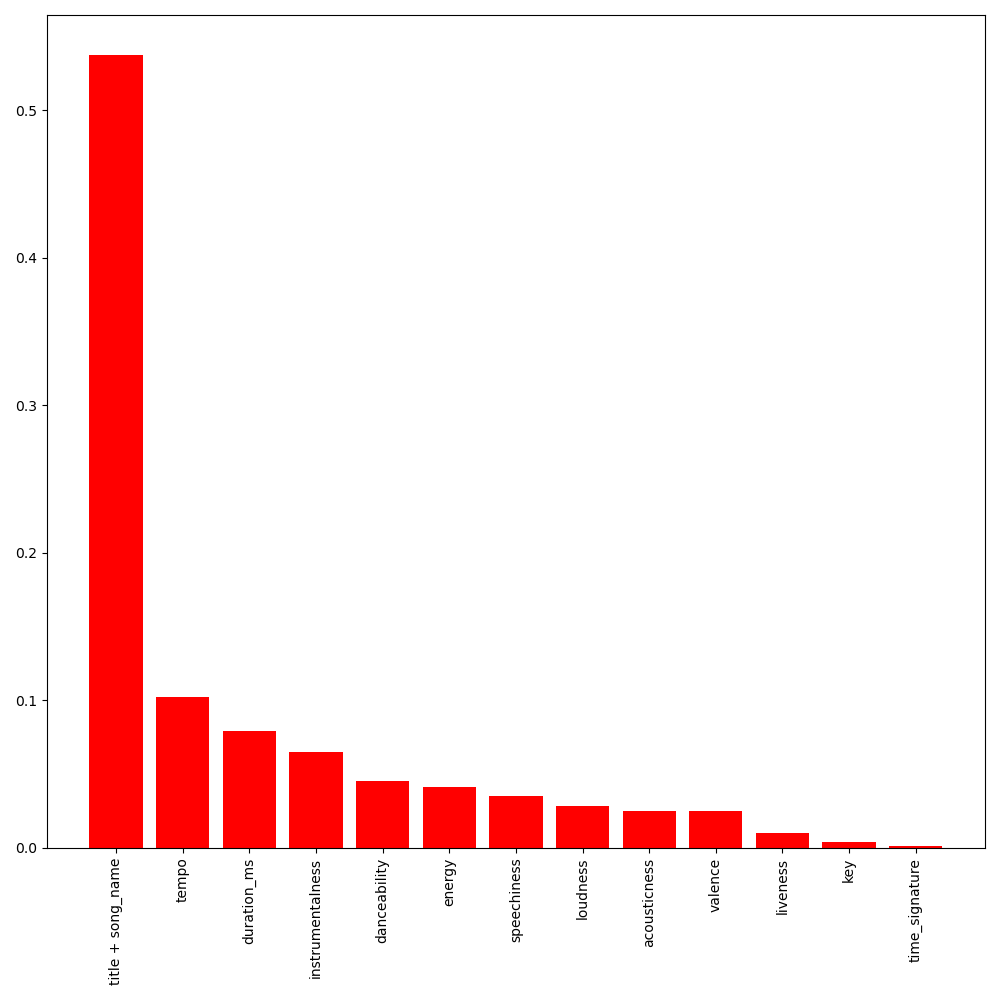 0.5
0.4
0.3
0.2
0.1
0.0
title + song_name
tempo
duration_ms
instrumentalness
danceability
energy
speechiness
loudness
acousticness
valence
liveness
key
time_signature